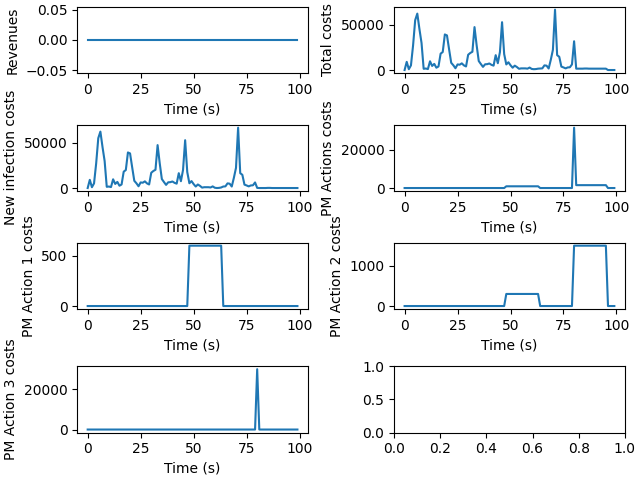 Revenues
0.05
0.00
−0.05
0 25 50 75 100
Time (s)
Total costs
50000
0
0 25 50 75 100
Time (s)
New infection costs
50000
0
0 25 50 75 100
Time (s)
PM Actions costs
20000
0
0 25 50 75 100
Time (s)
PM Action 1 costs
500
0
0 25 50 75 100
Time (s)
PM Action 2 costs
1000
0
0 25 50 75 100
Time (s)
PM Action 3 costs
20000
0
0 25 50 75 100
Time (s)
1.0
0.5
0.0
0.0 0.2 0.4 0.6 0.8 1.0